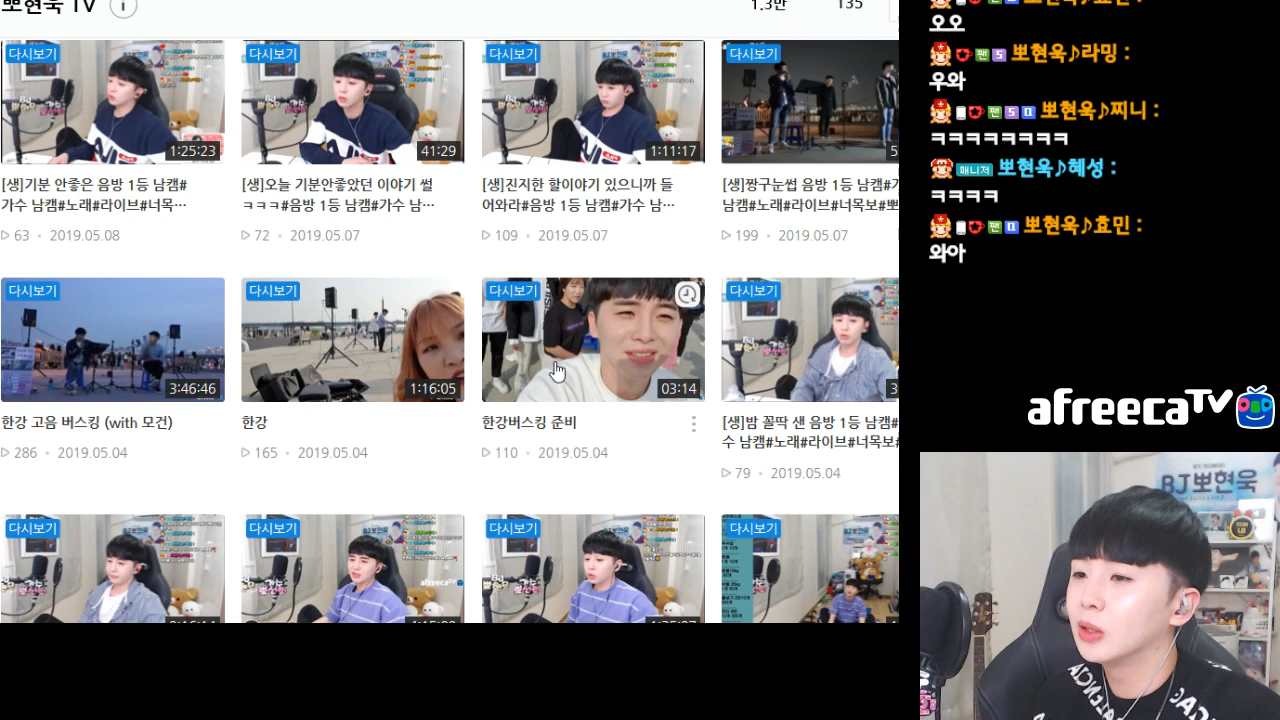 뽀현욱 TV
1.3만
135
다시보기
1:25:23
[생]기분 안좋은 음방 1등 남캠#
가수 남캠#노래#라이브#너목…
63 • 2019.05.08
다시보기
41:29
[생]오늘 기분안좋았던 이야기 썰
ㅋㅋㅋ#음방 1등 남캠#가수 남…
72 • 2019.05.07
다시보기
1:11:17
[생]진지한 할이야기 있으니까 들
어와라#음방 1등 남캠#가수 남…
109 • 2019.05.07
다시보기
[생]짱구눈썹 음방 1등 남캠#
남캠#노래#라이브#너목보#뽀
199 • 2019.05.07
다시보기
3:46:46
한강 고음 버스킹 (with 모건)
286 • 2019.05.04
다시보기
1:16:05
한강
165 • 2019.05.04
다시보기
03:14
한강버스킹 준비
110 • 2019.05.04
다시보기
[생]밤 꼴딱 샌 음방 1등 남캠#
수 남캠#노래#라이브#너목보#
79 • 2019.05.04
다시보기
다시보기
afreecaTV
다시보기
다시보기
뽀현욱♪효민 :
오오
팬 S 뽀현욱♪라밍 :
우와
팬 S 뽀현욱♪찌니 :
ㅋㅋㅋㅋㅋㅋㅋㅋ
매니저 뽀현욱♪혜성 :
ㅋㅋㅋㅋ
팬 뽀현욱♪효민 :
와아
afreecaTV
BJ뽀현욱